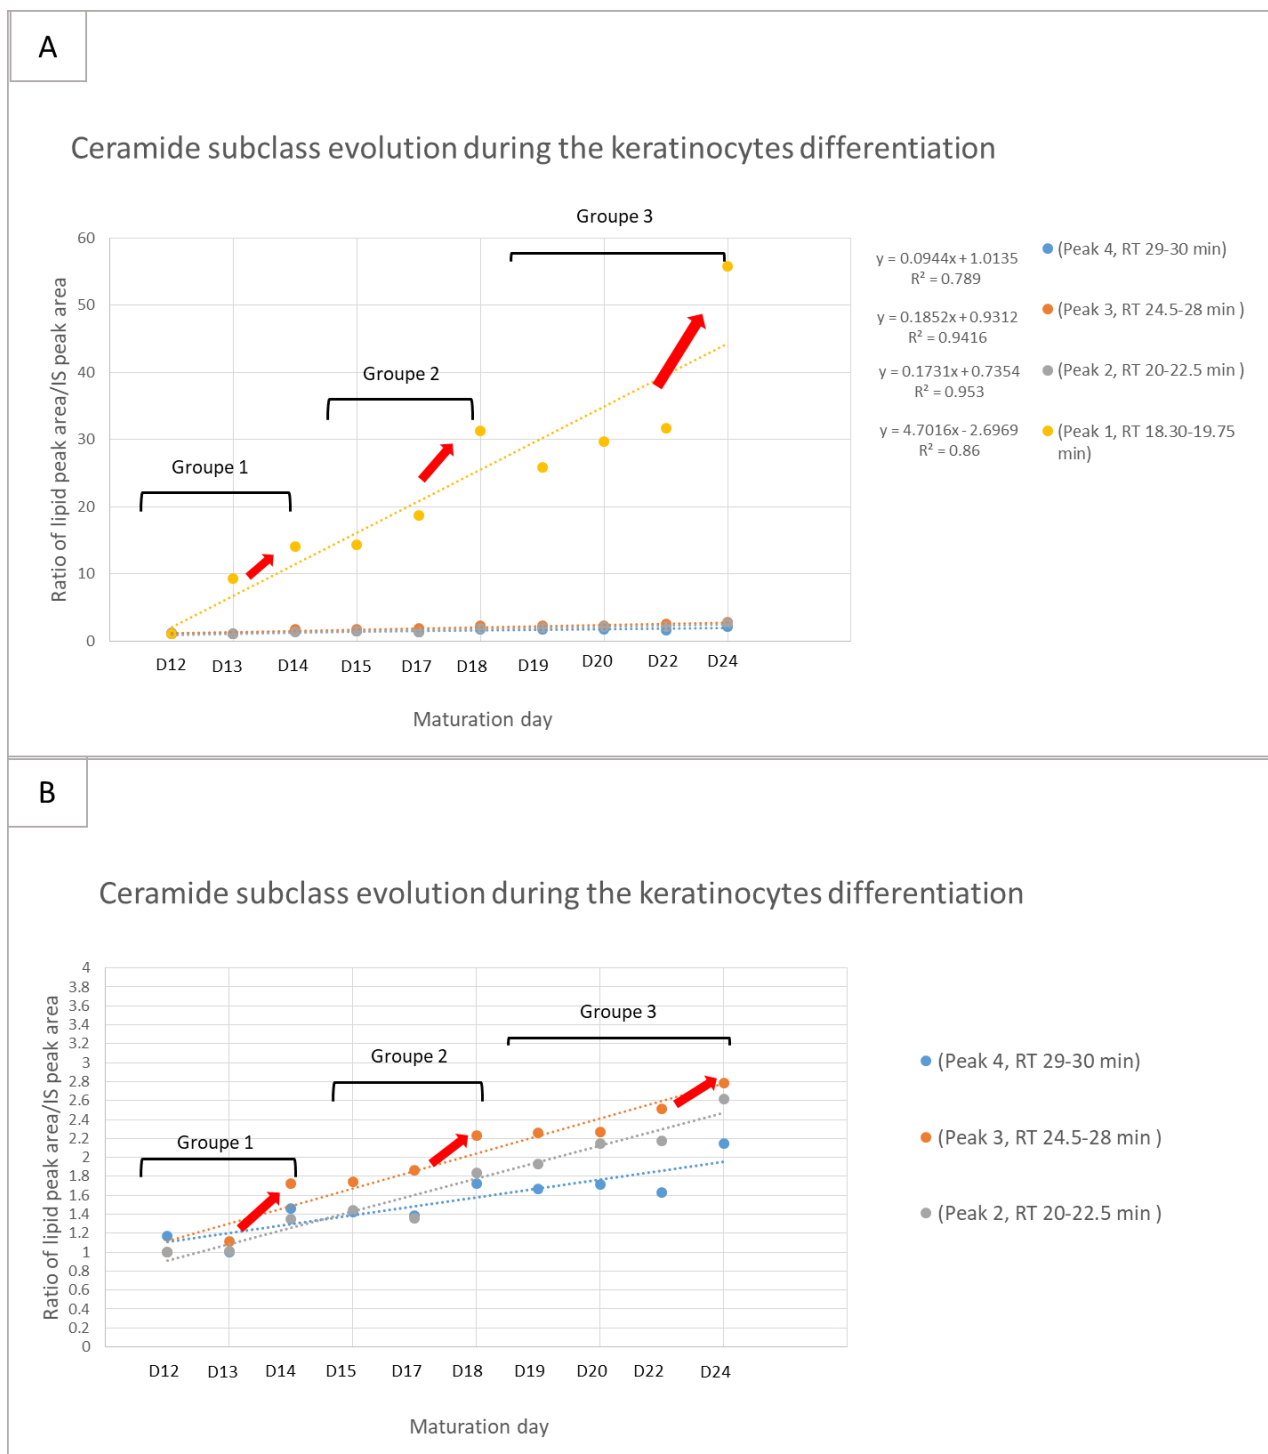 A
Ceramide subclass evolution during the keratinocytes differentiation
Groupe 3
Groupe 2
Groupe 1
60
50
40
30
20
10
0
Ratio of lipid peak area/IS peak area
D12
D13
D14
D15
D17
D18
D19
D20
D22
D24
Maturation day
y = 0.0944x + 1.0135
R² = 0.789
y = 0.1852x + 0.9312
R² = 0.9416
y = 0.1731x + 0.7354
R² = 0.953
y = 4.7016x - 2.6969
R² = 0.86
(Peak 4, RT 29-30 min)
(Peak 3, RT 24.5-28 min )
(Peak 2, RT 20-22.5 min )
(Peak 1, RT 18.30-19.75
min)
B
Ceramide subclass evolution during the keratinocytes differentiation
Groupe 3
Groupe 2
Groupe 1
4
3.8
3.6
3.4
3.2
3
2.8
2.6
2.4
2.2
2
1.8
1.6
1.4
1.2
1
0.8
0.6
0.4
0.2
0
Ratio of lipid peak area/IS peak area
D12
D13
D14
D15
D17
D18
D19
D20
D22
D24
Maturation day
(Peak 4, RT 29-30 min)
(Peak 3, RT 24.5-28 min )
(Peak 2, RT 20-22.5 min )